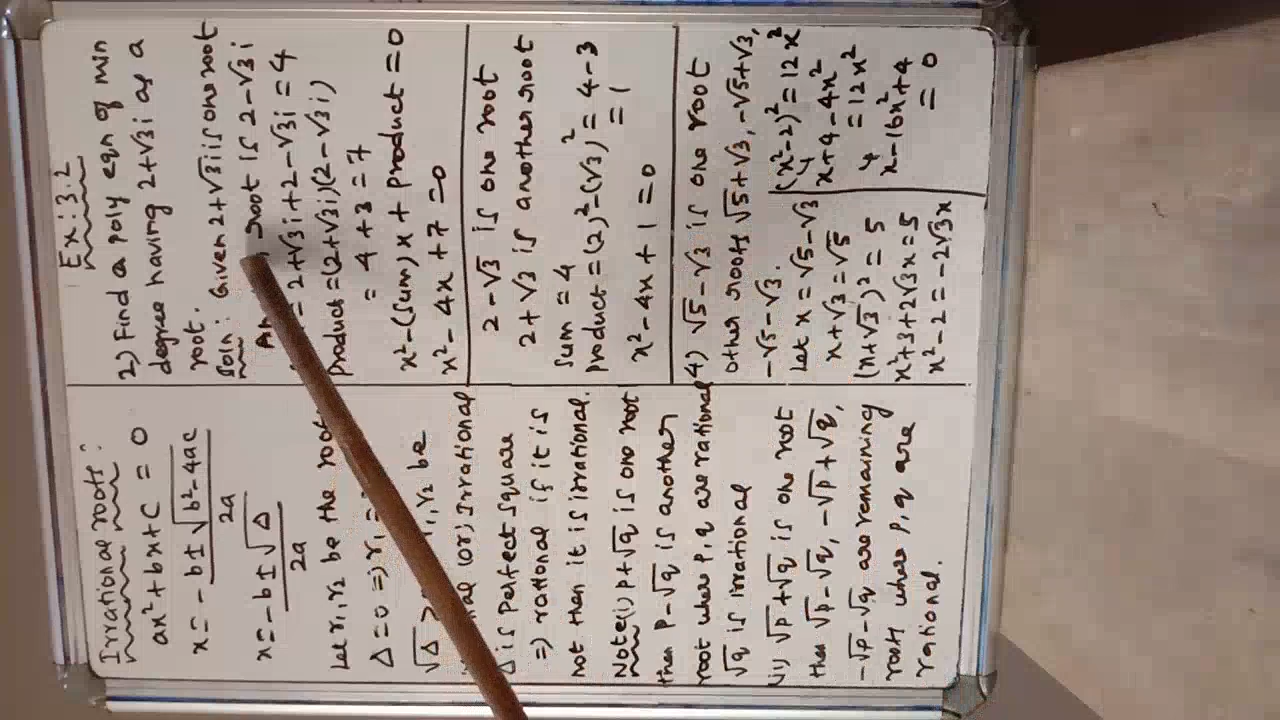 Irrational roots:
ax² + bx + c = 0
x = - b ± √b² - 4ac
2a
x = - b ± √Δ
2a
Let r₁, r₂ be the root
Δ = 0 ⇒ r₁ =
√Δ > r₁, r₂ be
(or) Irrational
Δ is perfect square
⇒ rational if it is
not then it is irrational.
Note (i) p+√q is one root
then p-√q is another
root where p, q are rational
√q is irrational
(ii) √p+√q is one root
then √p-√q, -√p+√q,
-√p-√q are remaining
roots where p, q are
rational.
Ex: 3.2
2) Find a poly eqn of min
degree having 2+√3i as a
root.
Soln: Given 2+√3i is one root
root is 2-√3i
= 2+√3i+2-√3i = 4
Product = (2+√3i)(2-√3i)
= 4+3 = 7
x² - (sum)x + product = 0
x² - 4x + 7 = 0
2-√3 is one root
2+√3 is another root
Sum = 4
product = (2)² - (√3)² = 4-3
= 1
x² - 4x + 1 = 0
4) √5-√3 is one root
other roots √5+√3, -√5+√3,
-√5-√3.
Let x = √5-√3
x+√3 = √5
(x+√3)² = 5
x²+3+2√3x = 5
x²-2 = -2√3x
(x²-2)² = 12x²
x⁴+4-4x²
= 12x²
x⁴-16x²+4
= 0